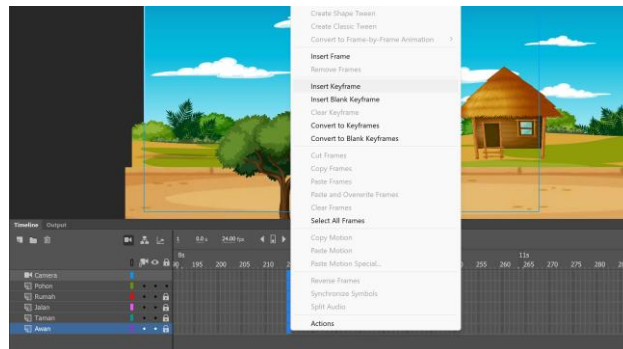 Create Shape Tween
Create Classic Tween
Convert to Frame-by-Frame Animation
Insert Frame
Remove Frames
Insert Keyframe
Insert Blank Keyframe
Clear Keyframe
Convert to Keyframes
Convert to Blank Keyframes
Cut Frames
Copy Frames
Paste Frames
Paste and Overwrite Frames
Clear Frames
Select All Frames
Copy Motion
Paste Motion
Paste Motion Special...
Reverse Frames
Synchronize Symbols
Split Audio
Actions
Timeline Output
24.00 fps
11s
195 200 205 210 255 260 265 270 275 280
Camera
Pohon
Rumah
Jalan
Taman
Awan